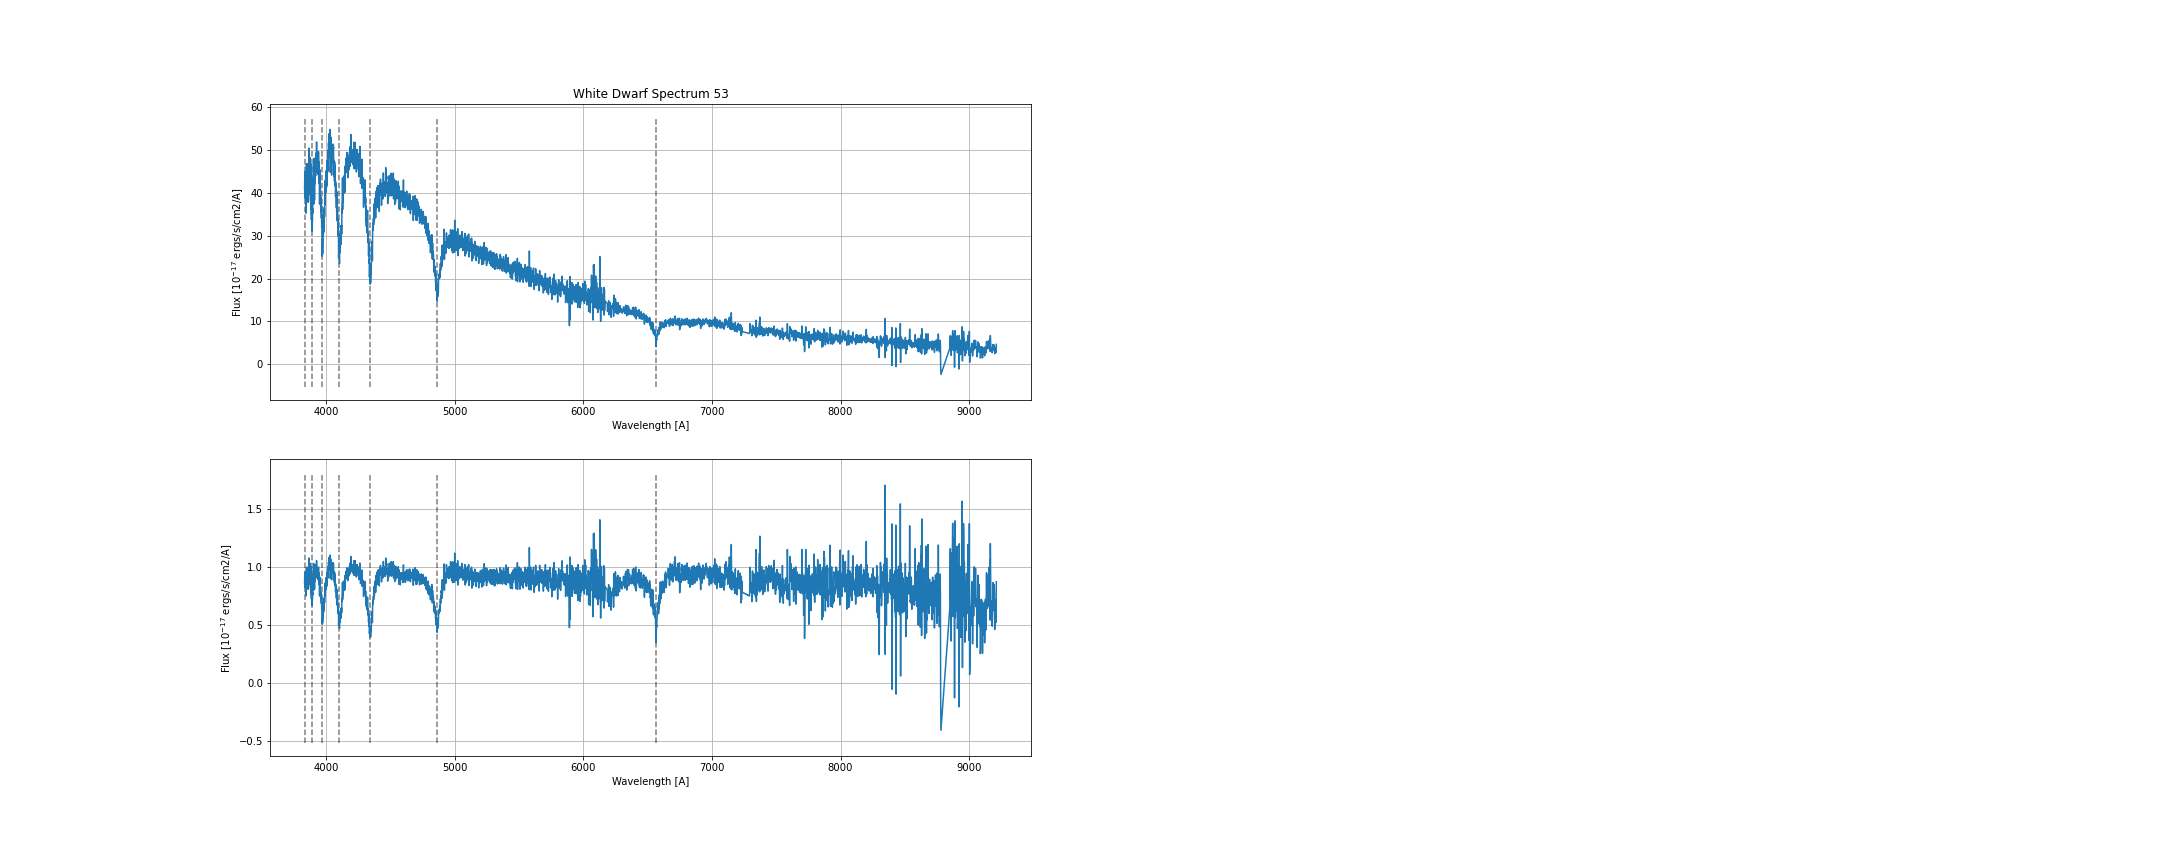 White Dwarf Spectrum 53
60
50
40
30
20
10
0
Flux [10⁻¹⁷ ergs/s/cm2/A]
4000 5000 6000 7000 8000 9000
Wavelength [A]
1.5
1.0
0.5
0.0
−0.5
Flux [10⁻¹⁷ ergs/s/cm2/A]
4000 5000 6000 7000 8000 9000
Wavelength [A]